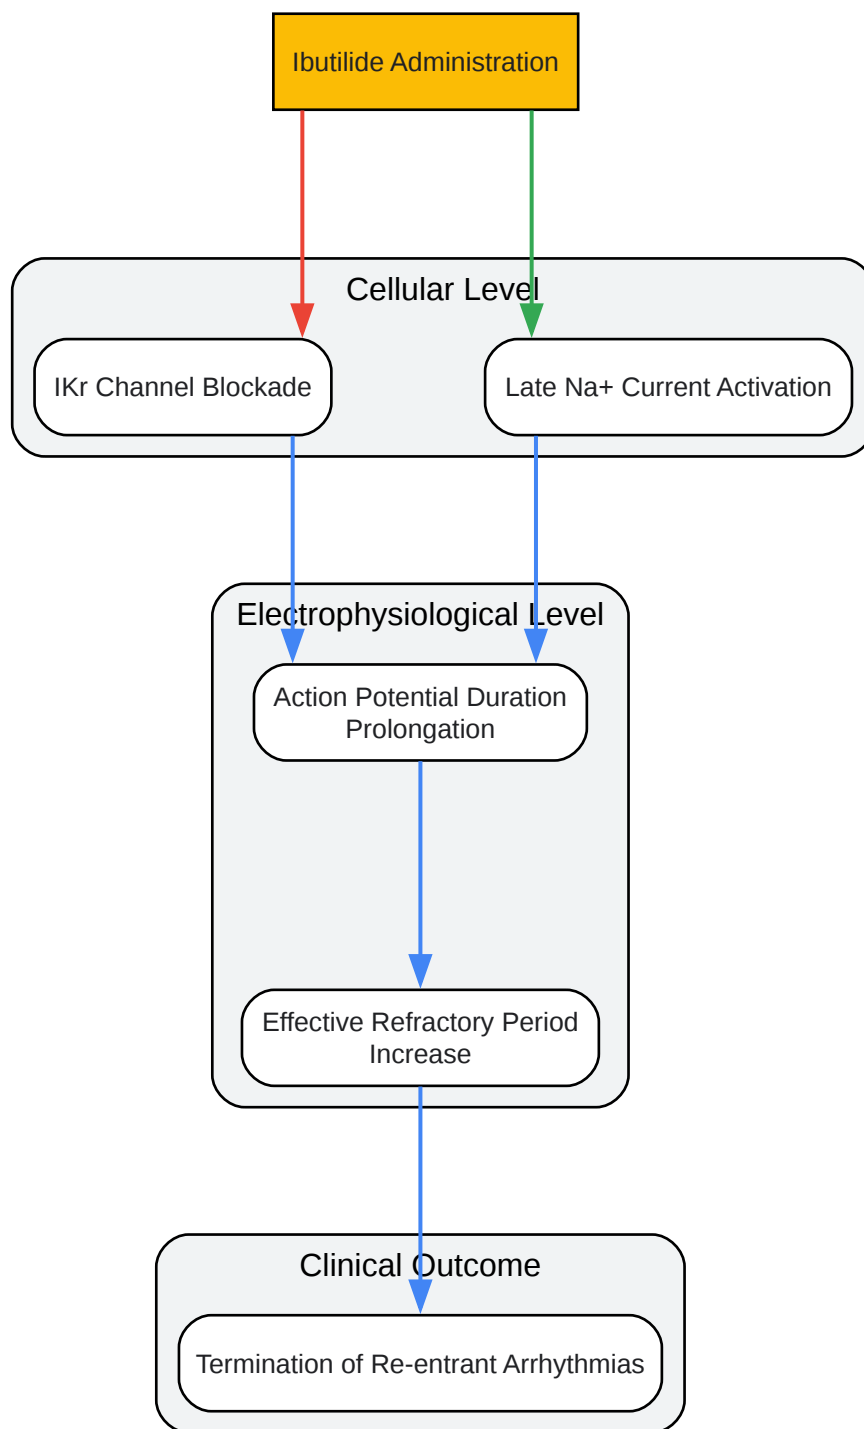 Ibutilide Administration
Cellular Level
IKr Channel Blockade
Late Na+ Current Activation
Electrophysiological Level
Action Potential Duration
Prolongation
Effective Refractory Period
Increase
Clinical Outcome
Termination of Re-entrant Arrhythmias